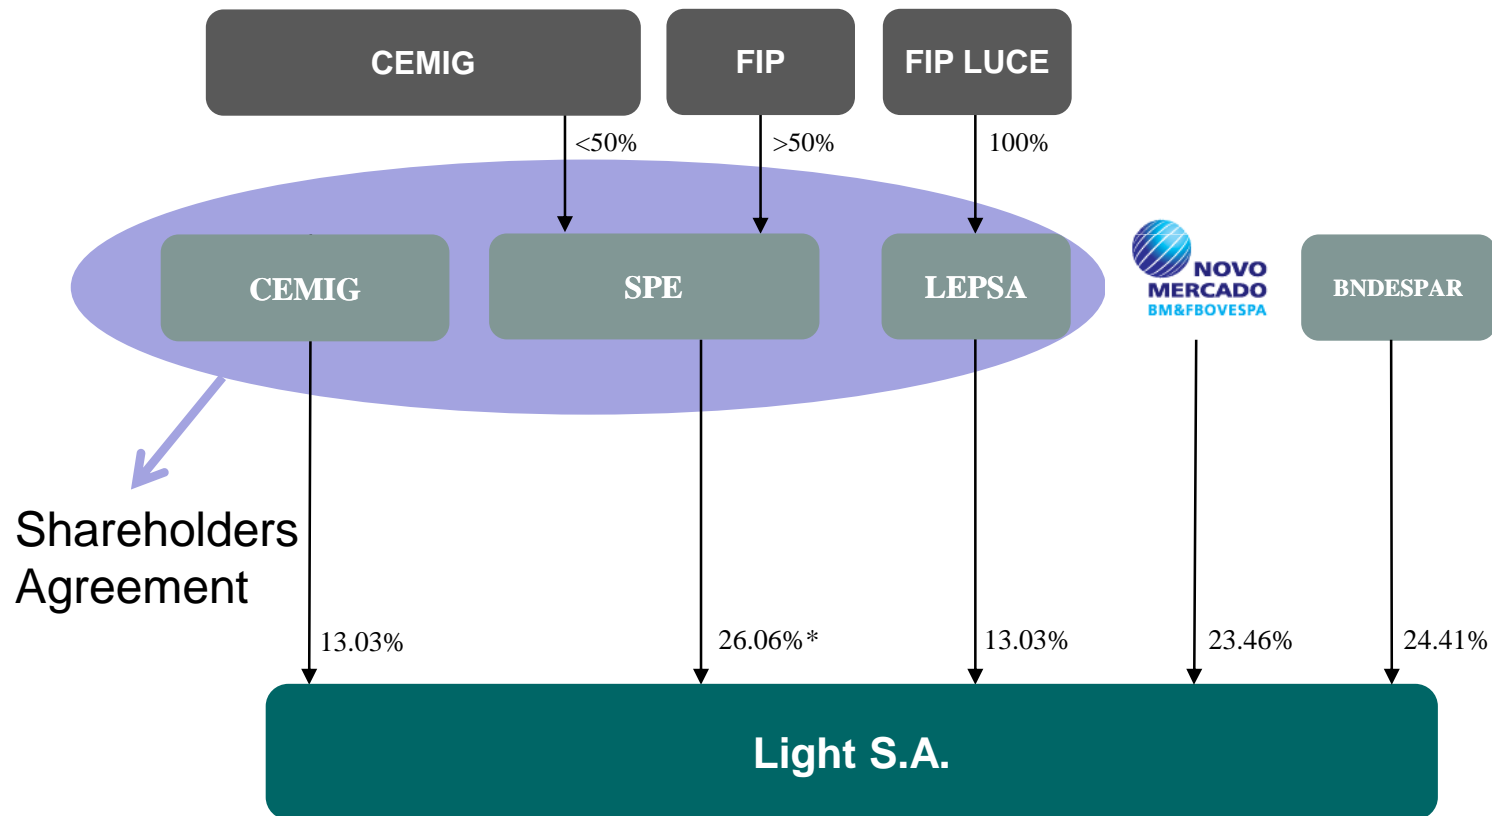 CEMIG
FIP
FIP LUCE
<50%
>50%
100%
CEMIG
SPE
LEPSA
NOVO
MERCADO
BM&FBOVESPA
BNDESPAR
Shareholders
Agreement
13.03%
26.06%*
13.03%
23.46%
24.41%
Light S.A.